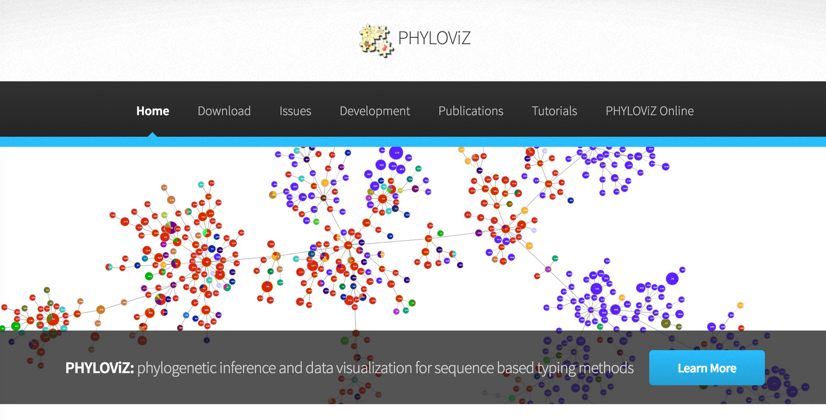 PHYLOViZ
Home Download Issues Development Publications Tutorials PHYLOViZ Online
PHYLOViZ: phylogenetic inference and data visualization for sequence based typing methods
Learn More